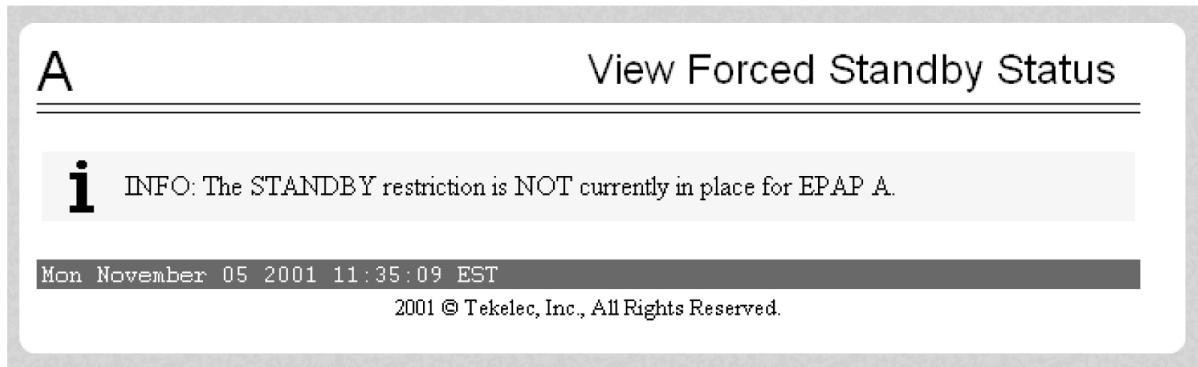 A
View Forced Standby Status
i
INFO: The STANDBY restriction is NOT currently in place for EPAP A.
Mon November 05 2001 11:35:09 EST
2001 © Tekelec, Inc., All Rights Reserved.